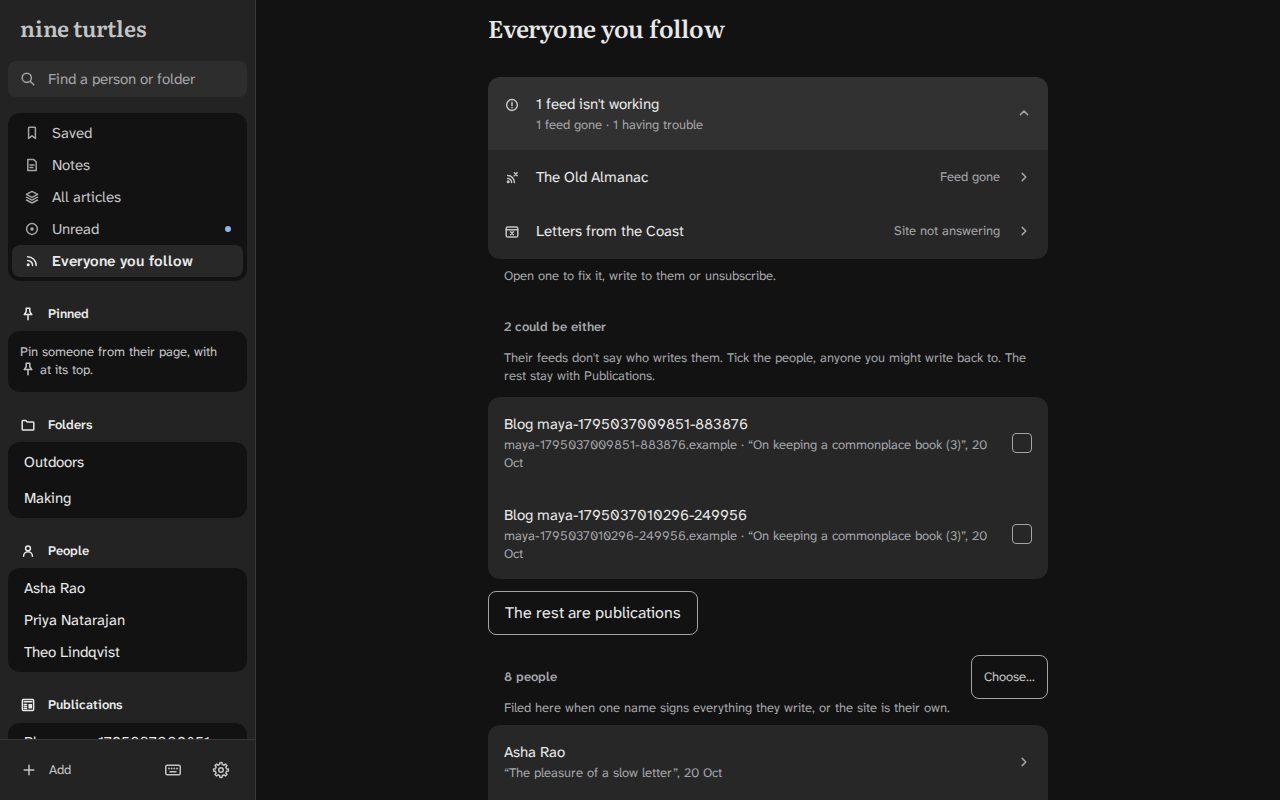 nine turtles
Find a person or folder
Saved
Notes
All articles
Unread
Everyone you follow
Pinned
Pin someone from their page, with
at its top.
Folders
Outdoors
Making
People
Asha Rao
Priya Natarajan
Theo Lindqvist
Publications
Add
Everyone you follow
1 feed isn't working
1 feed gone · 1 having trouble
The Old Almanac
Feed gone
Letters from the Coast
Site not answering
Open one to fix it, write to them or unsubscribe.
2 could be either
Their feeds don't say who writes them. Tick the people, anyone you might write back to. The
rest stay with Publications.
Blog maya-1795037009851-883876
maya-1795037009851-883876.example · “On keeping a commonplace book (3)”, 20
Oct
Blog maya-1795037010296-249956
maya-1795037010296-249956.example · “On keeping a commonplace book (3)”, 20
Oct
The rest are publications
8 people
Choose…
Filed here when one name signs everything they write, or the site is their own.
Asha Rao
“The pleasure of a slow letter”, 20 Oct